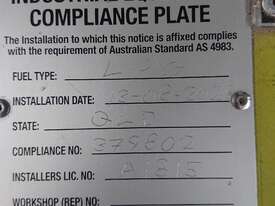 COMPLIANCE PLATE
The Installation to which this is affixed complies
with the requirement of Australian Standard AS 4983.
FUEL TYPE:
INSTALLATION DATE:
STATE: QLD
COMPLIANCE NO: 379602
INSTALLERS LIC. NO: A1815
WORKSHOP (REP) NO: